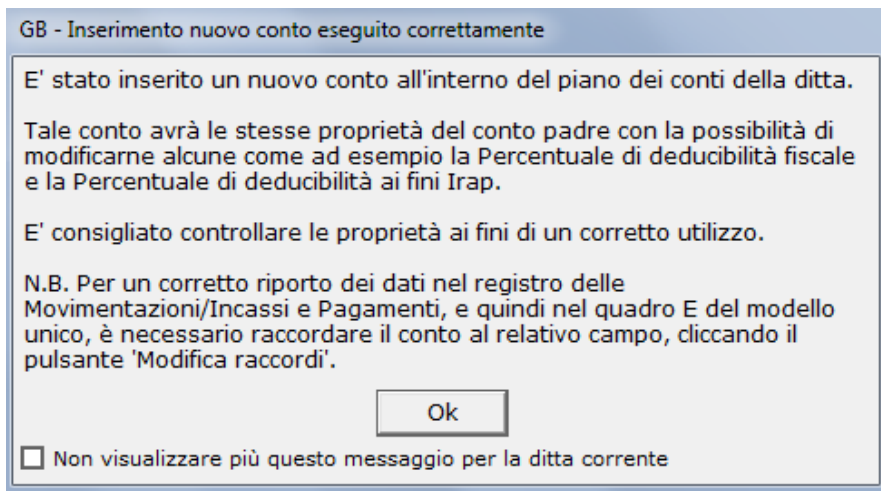 GB - Inserimento nuovo conto eseguito correttamente
E' stato inserito un nuovo conto all'interno del piano dei conti della ditta.
Tale conto avrà le stesse proprietà del conto padre con la possibilità di
modificarne alcune come ad esempio la Percentuale di deducibilità fiscale
e la Percentuale di deducibilità ai fini Irap.
E' consigliato controllare le proprietà ai fini di un corretto utilizzo.
N.B. Per un corretto riporto dei dati nel registro delle
Movimentazioni/Incassi e Pagamenti, e quindi nel quadro E del modello
unico, è necessario raccordare il conto al relativo campo, cliccando il
pulsante 'Modifica raccordi'.
Ok
Non visualizzare più questo messaggio per la ditta corrente